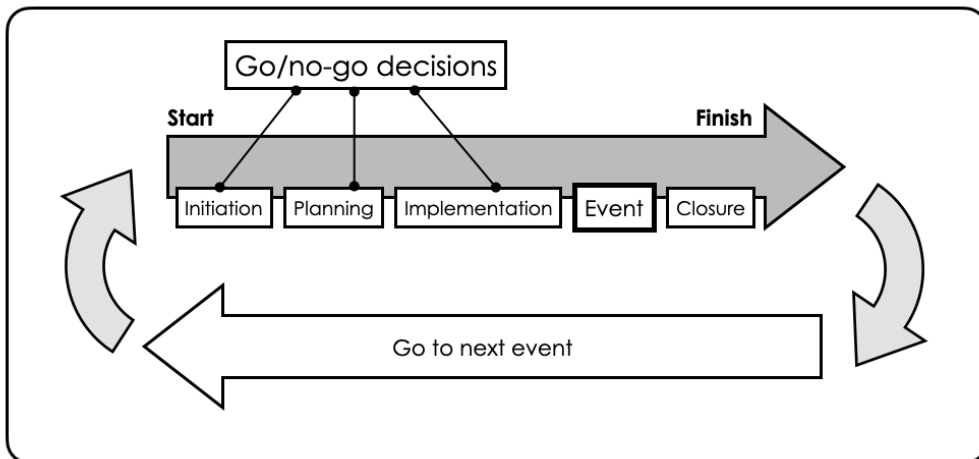 Go/no-go decisions
Start
Finish
Initiation
Planning
Implementation
Event
Closure
Go to next event